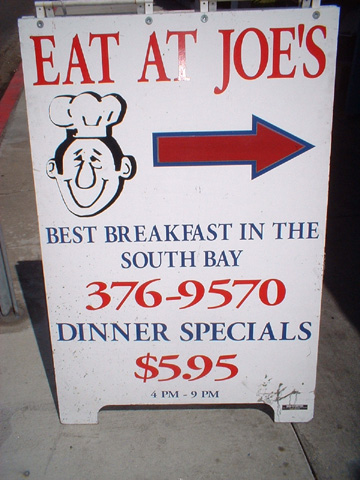 EAT AT JOE'S
BEST BREAKFAST IN THE
SOUTH BAY
376-9570
DINNER SPECIALS
$5.95
4 PM - 9 PM